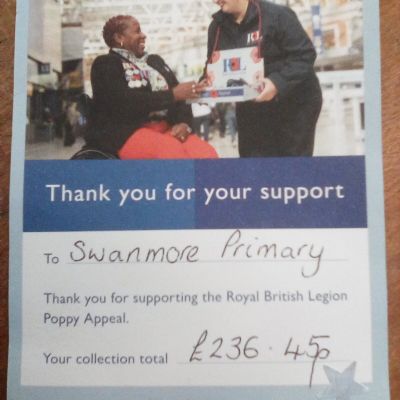 Thank you for your support
To Swanmore Primary
Thank you for supporting the Royal British Legion
Poppy Appeal.
Your collection total £236.45p